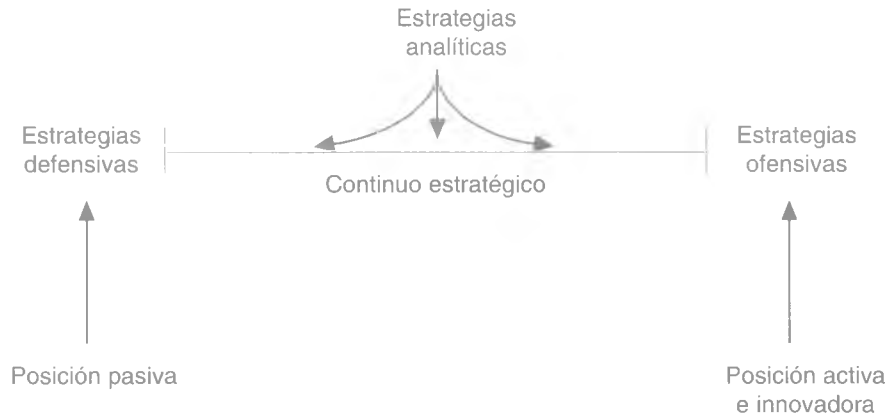 Estrategias
analíticas
Estrategias
defensivas
Estrategias
ofensivas
Continuo estratégico
Posición pasiva
Posición activa
e innovadora